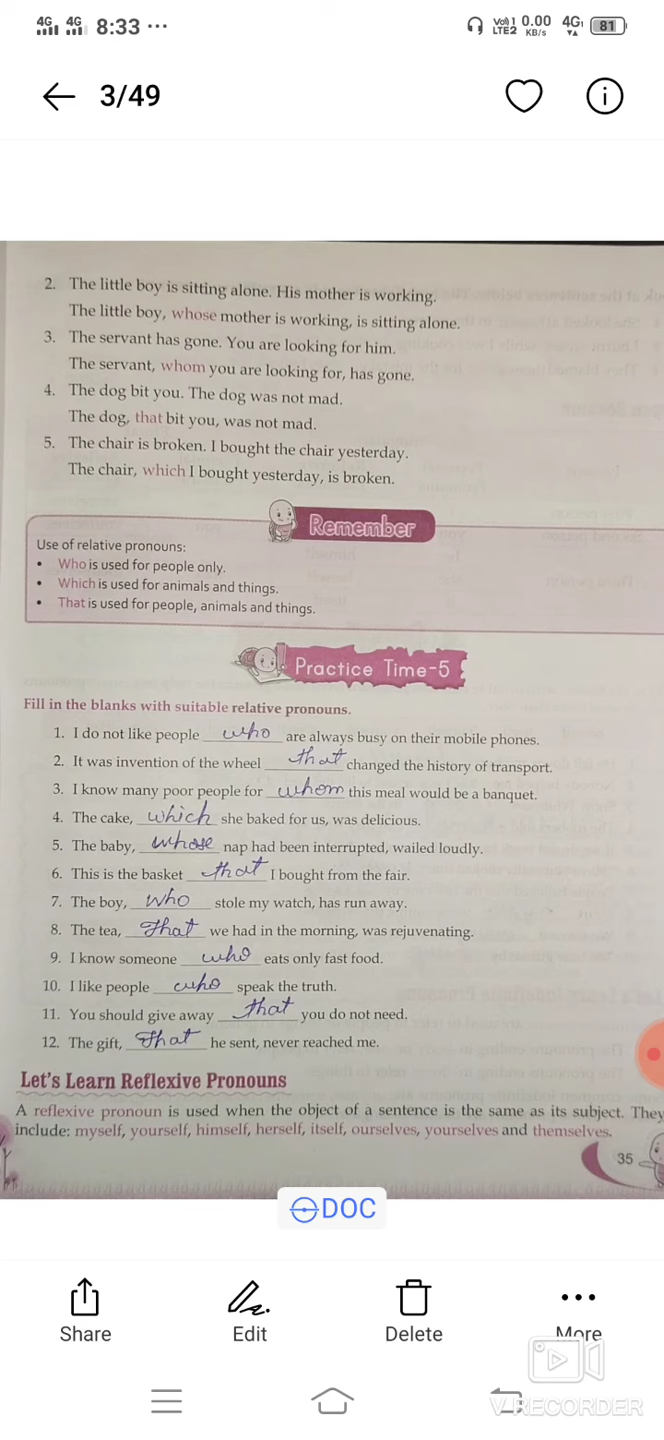 4G 4G 8:33 ... Vo)) 1 LTE2 0.00 KB/s 4G 81
3/49
2. The little boy is sitting alone. His mother is working.
The little boy, whose mother is working, is sitting alone.
3. The servant has gone. You are looking for him.
The servant, whom you are looking for, has gone.
4. The dog bit you. The dog was not mad.
The dog, that bit you, was not mad.
5. The chair is broken. I bought the chair yesterday.
The chair, which I bought yesterday, is broken.
Remember
Use of relative pronouns:
• Who is used for people only.
• Which is used for animals and things.
• That is used for people, animals and things.
Practice Time-5
Fill in the blanks with suitable relative pronouns.
1. I do not like people who are always busy on their mobile phones.
2. It was invention of the wheel that changed the history of transport.
3. I know many poor people for whom this meal would be a banquet.
4. The cake, which she baked for us, was delicious.
5. The baby, whose nap had been interrupted, wailed loudly.
6. This is the basket that I bought from the fair.
7. The boy, who stole my watch, has run away.
8. The tea, That we had in the morning, was rejuvenating.
9. I know someone who eats only fast food.
10. I like people who speak the truth.
11. You should give away that you do not need.
12. The gift, That he sent, never reached me.
Let's Learn Reflexive Pronouns
A reflexive pronoun is used when the object of a sentence is the same as its subject. They
include: myself, yourself, himself, herself, itself, ourselves, yourselves and themselves.
35
DOC
Share Edit Delete More
V RECORDER